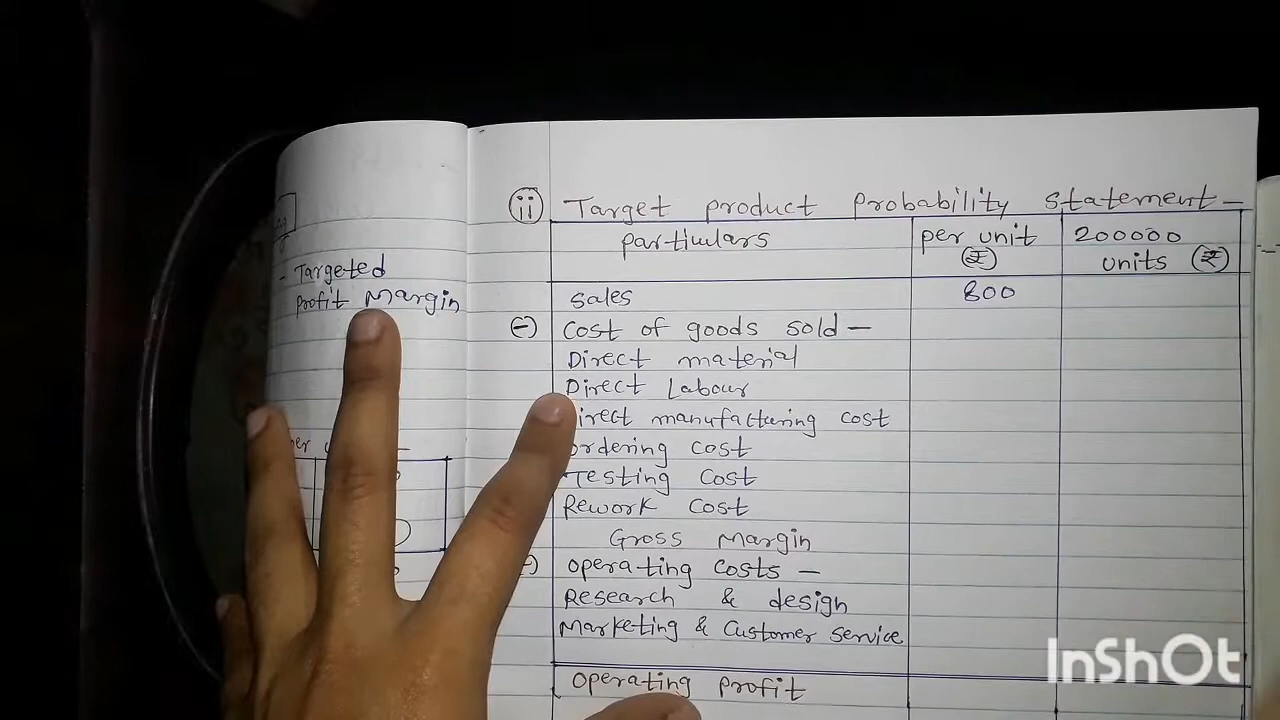 - Targeted
Profit Margin
(ii) Target product Probability statement -
particulars per unit (₹) 200000 units (₹)
Sales 800
(-) Cost of goods sold -
Direct material
Direct Labour
irect manufacturing cost
ordering cost
Testing Cost
Rework Cost
Gross Margin
operating costs -
Research & design
Marketing & Customer service
operating profit
InShOt